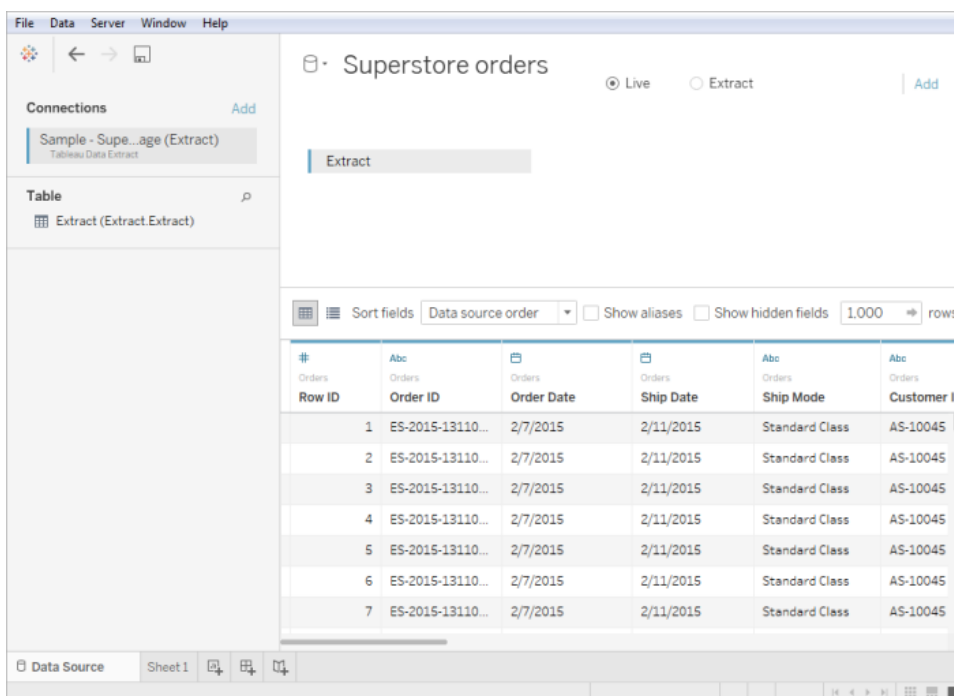 File Data Server Window Help
Superstore orders
Live Extract Add
Connections Add
Sample - Supe...age (Extract)
Tableau Data Extract
Extract
Table
Extract (Extract.Extract)
Sort fields Data source order Show aliases Show hidden fields 1,000 rows
# Abc Abc Abc
Orders Orders Orders Orders Orders Orders
Row ID Order ID Order Date Ship Date Ship Mode Customer I
1 ES-2015-13110... 2/7/2015 2/11/2015 Standard Class AS-10045
2 ES-2015-13110... 2/7/2015 2/11/2015 Standard Class AS-10045
3 ES-2015-13110... 2/7/2015 2/11/2015 Standard Class AS-10045
4 ES-2015-13110... 2/7/2015 2/11/2015 Standard Class AS-10045
5 ES-2015-13110... 2/7/2015 2/11/2015 Standard Class AS-10045
6 ES-2015-13110... 2/7/2015 2/11/2015 Standard Class AS-10045
7 ES-2015-13110... 2/7/2015 2/11/2015 Standard Class AS-10045
Data Source Sheet 1